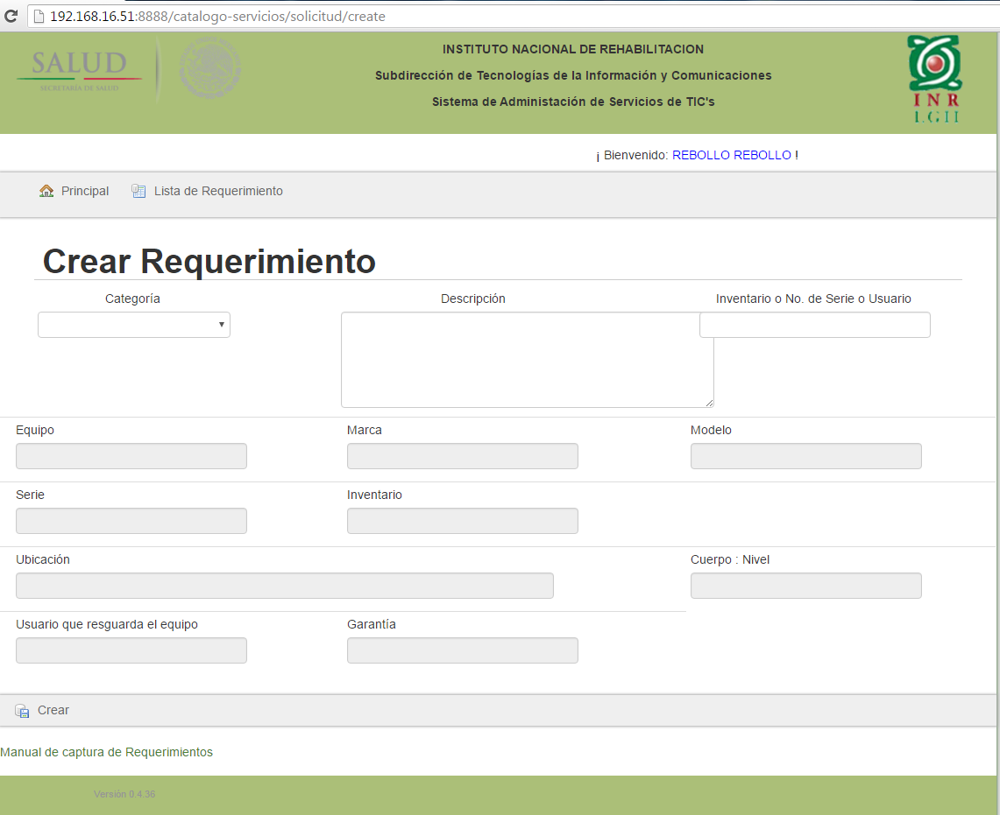 192.168.16.51:8888/catalogo-servicios/solicitud/create
SALUD
SECRETARÍA DE SALUD
INSTITUTO NACIONAL DE REHABILITACION
Subdirección de Tecnologías de la Información y Comunicaciones
Sistema de Administación de Servicios de TIC's
INR
LGII
¡ Bienvenido: REBOLLO REBOLLO !
Principal Lista de Requerimiento
Crear Requerimiento
Categoría Descripción Inventario o No. de Serie o Usuario
Equipo Marca Modelo
Serie Inventario
Ubicación Cuerpo : Nivel
Usuario que resguarda el equipo Garantía
Crear
Manual de captura de Requerimientos
Versión 0.4.36